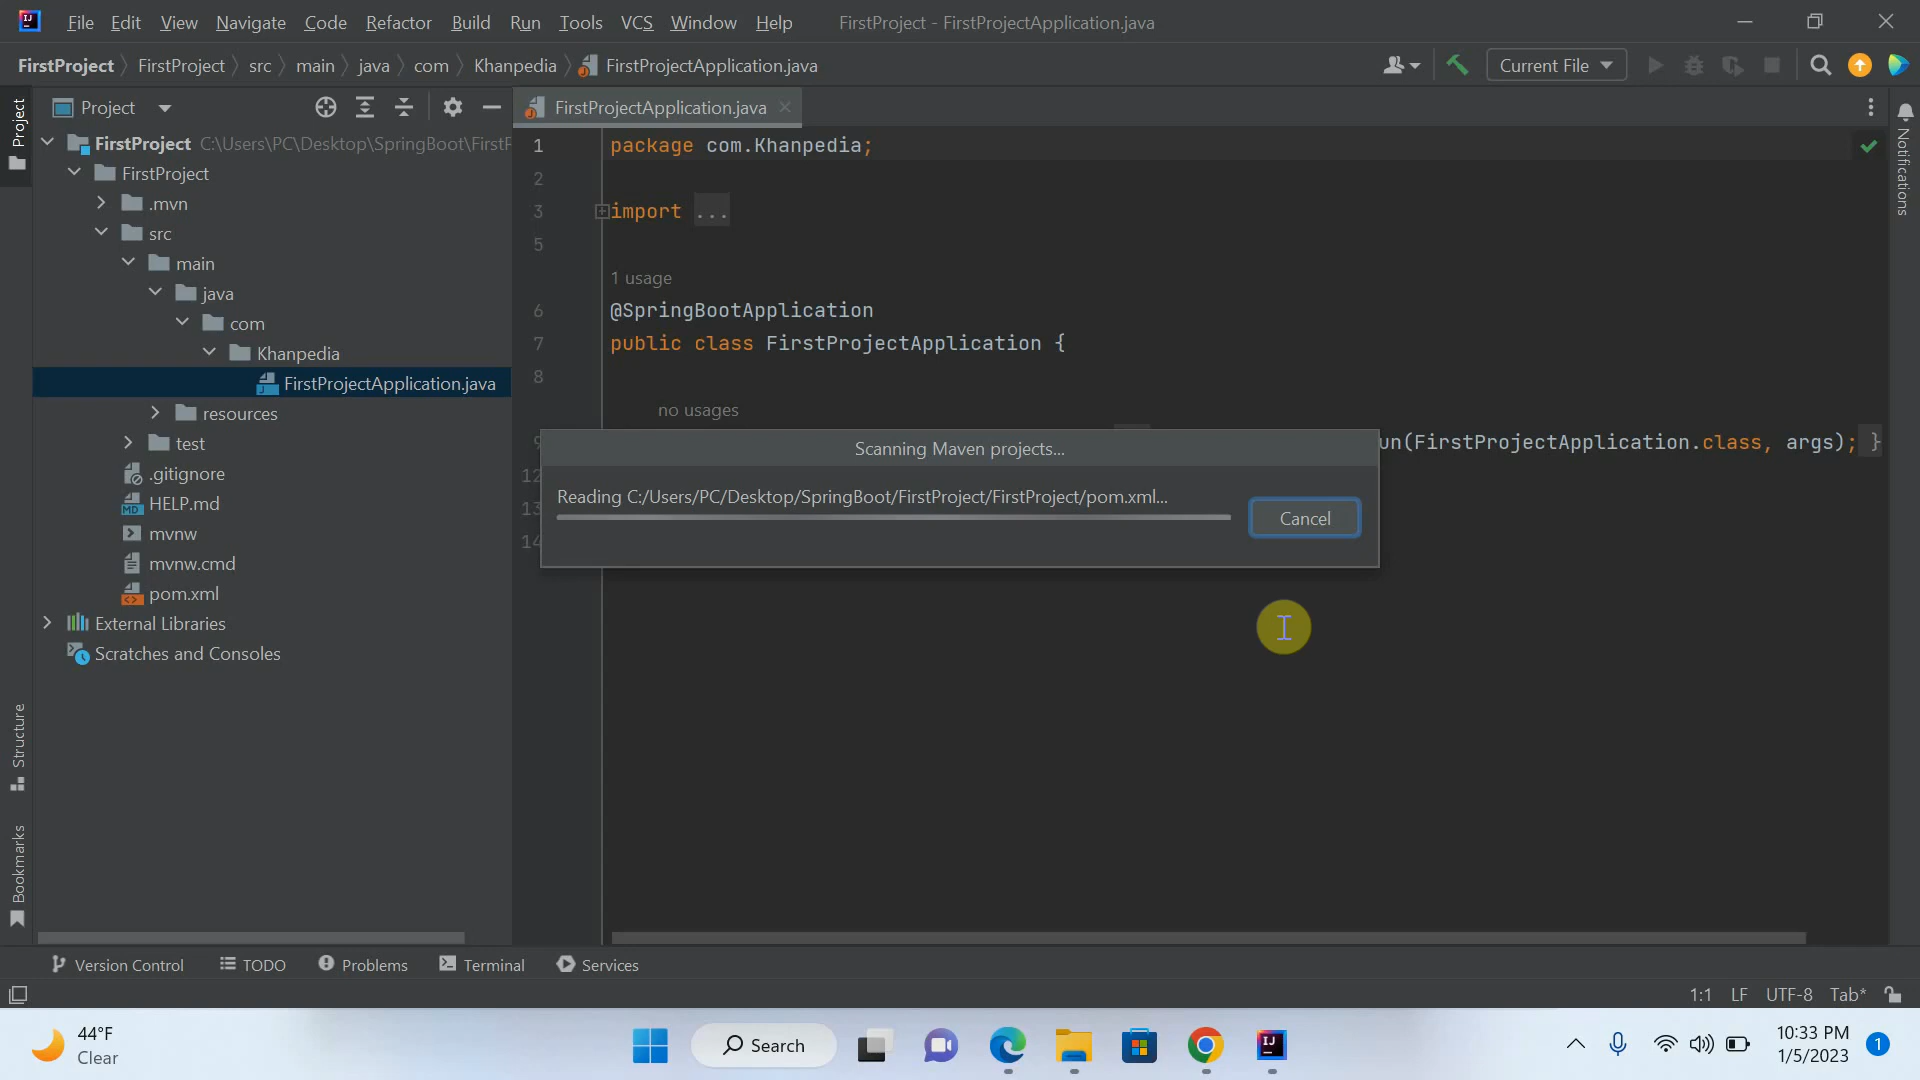 File Edit View Navigate Code Refactor Build Run Tools VCS Window Help FirstProject - FirstProjectApplication.java
FirstProject FirstProject src main java com Khanpedia FirstProjectApplication.java Current File
Project
Project
FirstProjectApplication.java
FirstProject C:\Users\PC\Desktop\SpringBoot\FirstP
FirstProject
.mvn
src
main
java
com
Khanpedia
FirstProjectApplication.java
resources
test
.gitignore
HELP.md
mvnw
mvnw.cmd
pom.xml
External Libraries
Scratches and Consoles
1 package com.Khanpedia;
2
3 import ...
5
1 usage
6 @SpringBootApplication
7 public class FirstProjectApplication {
8
no usages
9 un(FirstProjectApplication.class, args); }
12
13
14
Scanning Maven projects...
Reading C:/Users/PC/Desktop/SpringBoot/FirstProject/FirstProject/pom.xml...
Cancel
Notifications
Structure
Bookmarks
Version Control TODO Problems Terminal Services
1:1 LF UTF-8 Tab*
44°F
Clear
Search
10:33 PM
1/5/2023
1